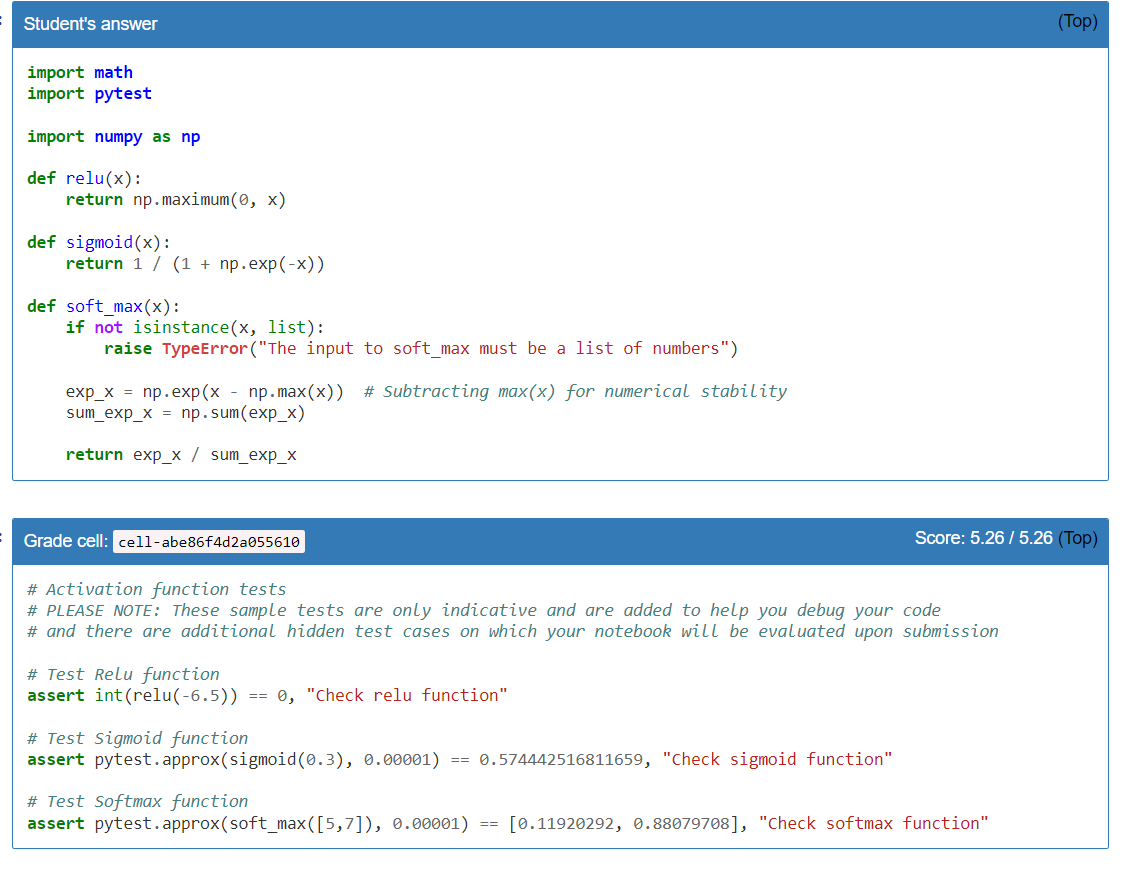 Student's answer (Top)
import math
import pytest
import numpy as np
def relu(x):
    return np.maximum(0, x)
def sigmoid(x):
    return 1 / (1 + np.exp(-x))
def soft_max(x):
    if not isinstance(x, list):
        raise TypeError("The input to soft_max must be a list of numbers")
    exp_x = np.exp(x - np.max(x))  # Subtracting max(x) for numerical stability
    sum_exp_x = np.sum(exp_x)
    return exp_x / sum_exp_x
Grade cell: cell-abe86f4d2a055610 Score: 5.26 / 5.26 (Top)
# Activation function tests
# PLEASE NOTE: These sample tests are only indicative and are added to help you debug your code
# and there are additional hidden test cases on which your notebook will be evaluated upon submission
# Test Relu function
assert int(relu(-6.5)) == 0, "Check relu function"
# Test Sigmoid function
assert pytest.approx(sigmoid(0.3), 0.00001) == 0.574442516811659, "Check sigmoid function"
# Test Softmax function
assert pytest.approx(soft_max([5,7]), 0.00001) == [0.11920292, 0.88079708], "Check softmax function"